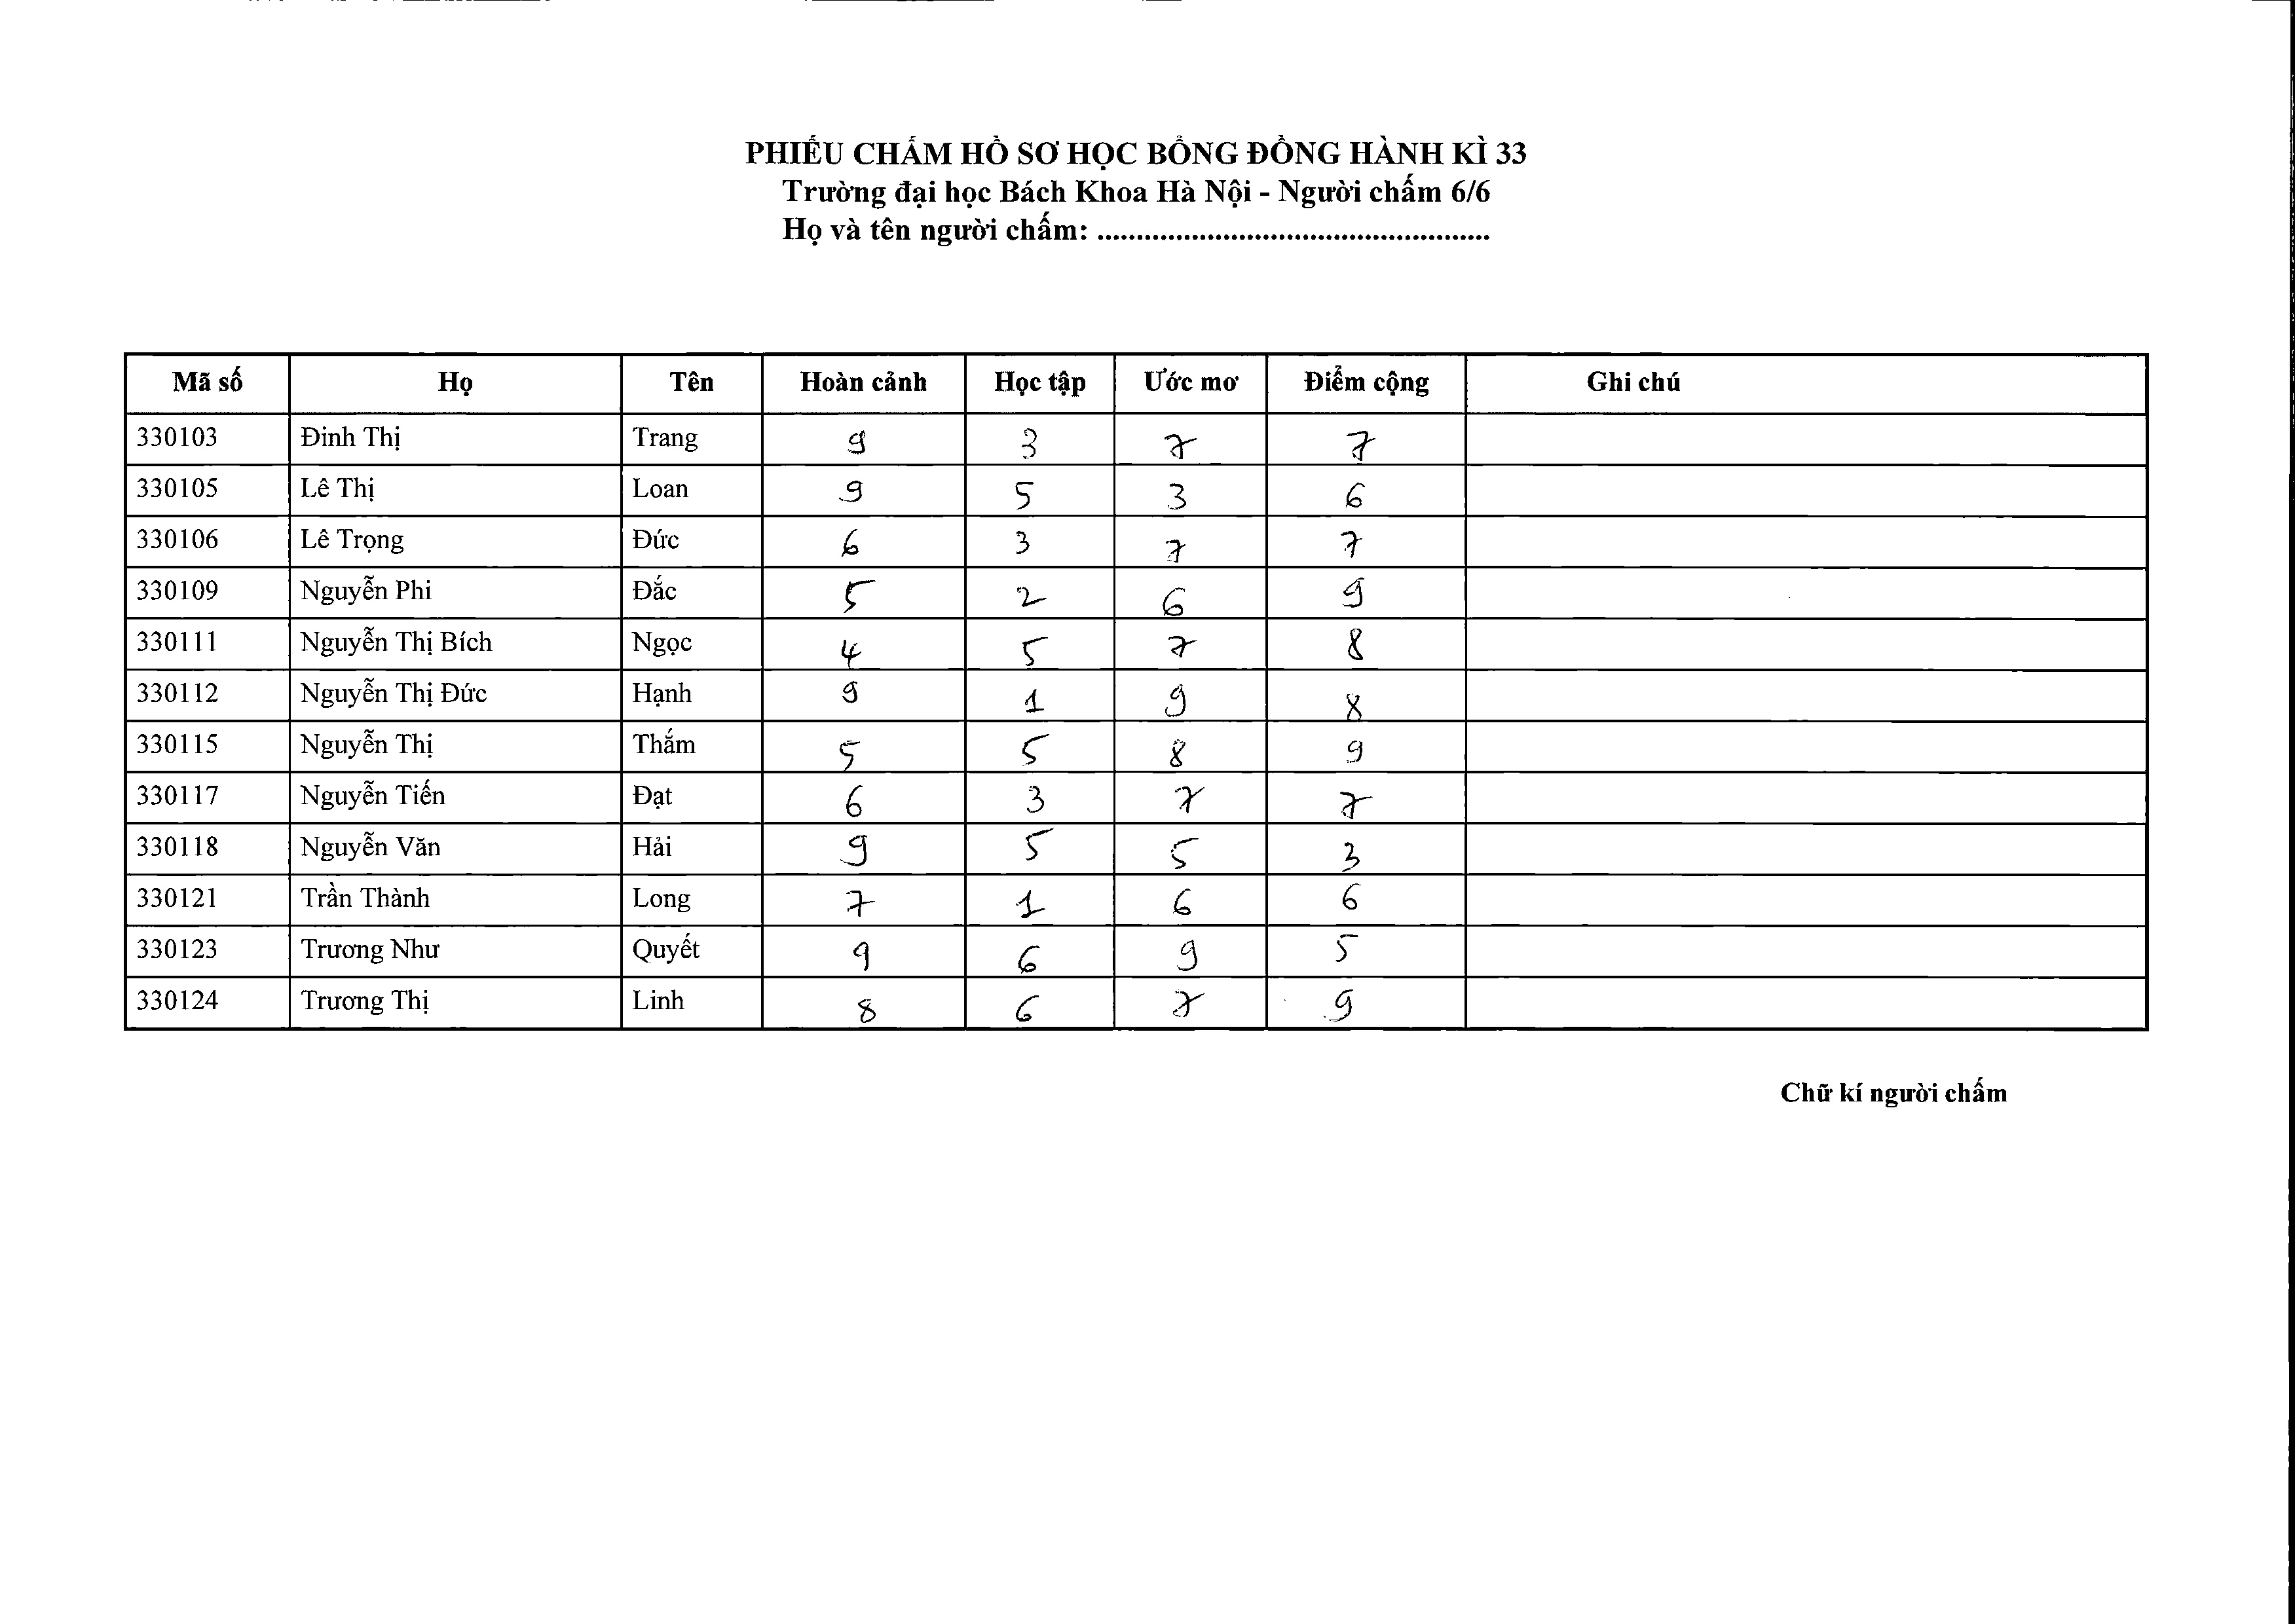 PHIẾU CHẤM HỒ SƠ HỌC BỔNG ĐỒNG HÀNH KÌ 33
Trường đại học Bách Khoa Hà Nội - Người chấm 6/6
Họ và tên người chấm: ...................................................
Mã số Họ Tên Hoàn cảnh Học tập Ước mơ Điểm cộng Ghi chú
330103 Đinh Thị Trang 9 3 7 7
330105 Lê Thị Loan 9 5 3 6
330106 Lê Trọng Đức 6 3 7 7
330109 Nguyễn Phi Đắc 5 2 6 9
330111 Nguyễn Thị Bích Ngọc 4 5 7 8
330112 Nguyễn Thị Đức Hạnh 9 1 9 8
330115 Nguyễn Thị Thắm 5 5 8 9
330117 Nguyễn Tiến Đạt 6 3 7 7
330118 Nguyễn Văn Hải 9 5 5 3
330121 Trần Thành Long 7 1 6 6
330123 Trương Như Quyết 9 6 9 5
330124 Trương Thị Linh 8 6 7 9
Chữ kí người chấm